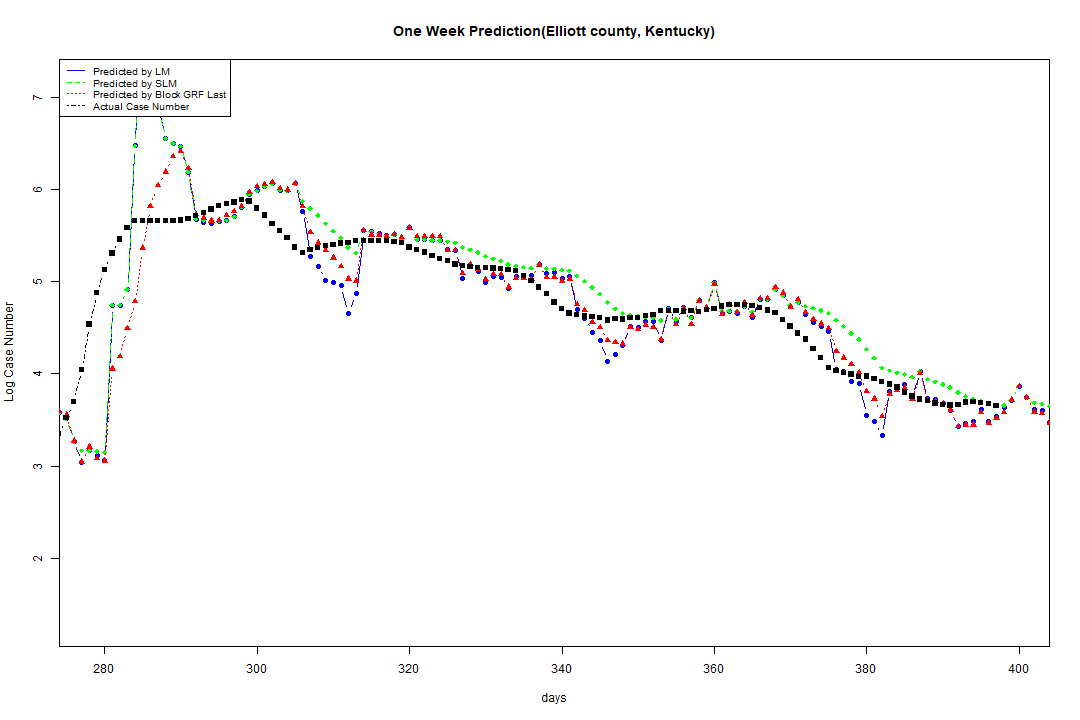 One Week Prediction(Elliott county, Kentucky)
Predicted by LM
Predicted by SLM
Predicted by Block GRF Last
Actual Case Number
7
6
5
4
3
2
Log Case Number
280 300 320 340 360 380 400
days